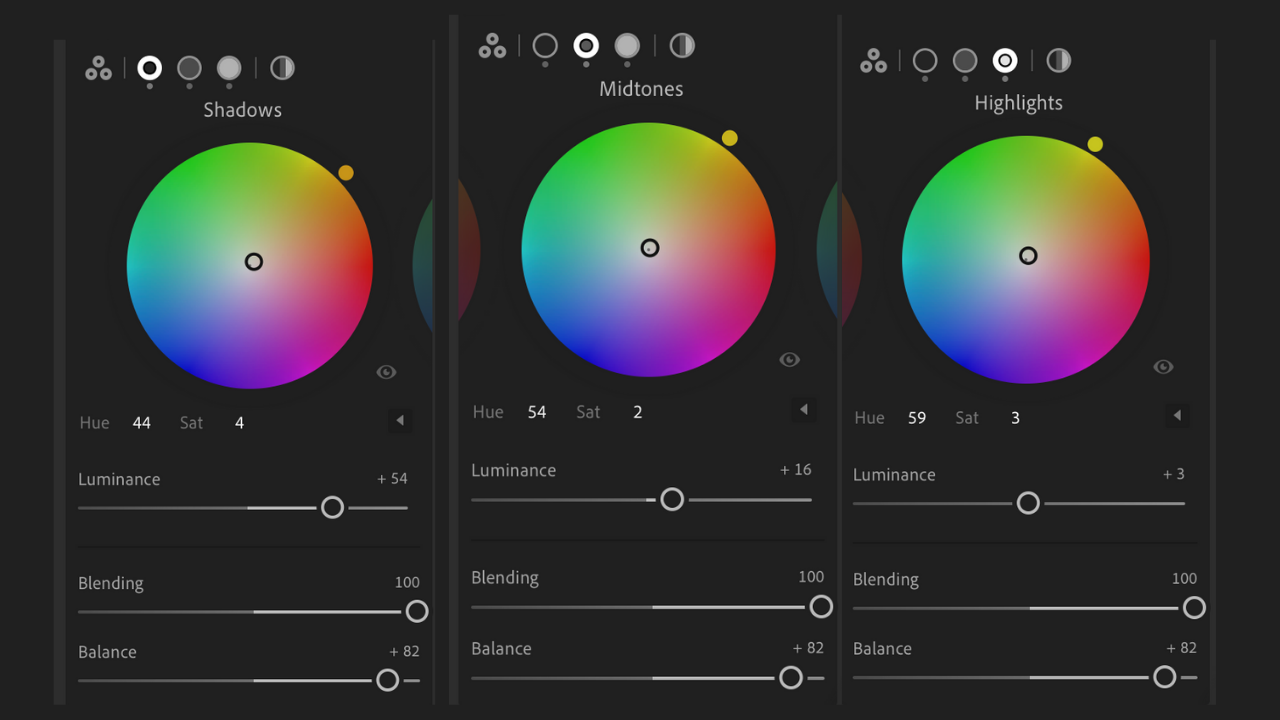 Shadows
Hue 44 Sat 4
Luminance + 54
Blending 100
Balance + 82
Midtones
Hue 54 Sat 2
Luminance + 16
Blending 100
Balance + 82
Highlights
Hue 59 Sat 3
Luminance + 3
Blending 100
Balance + 82